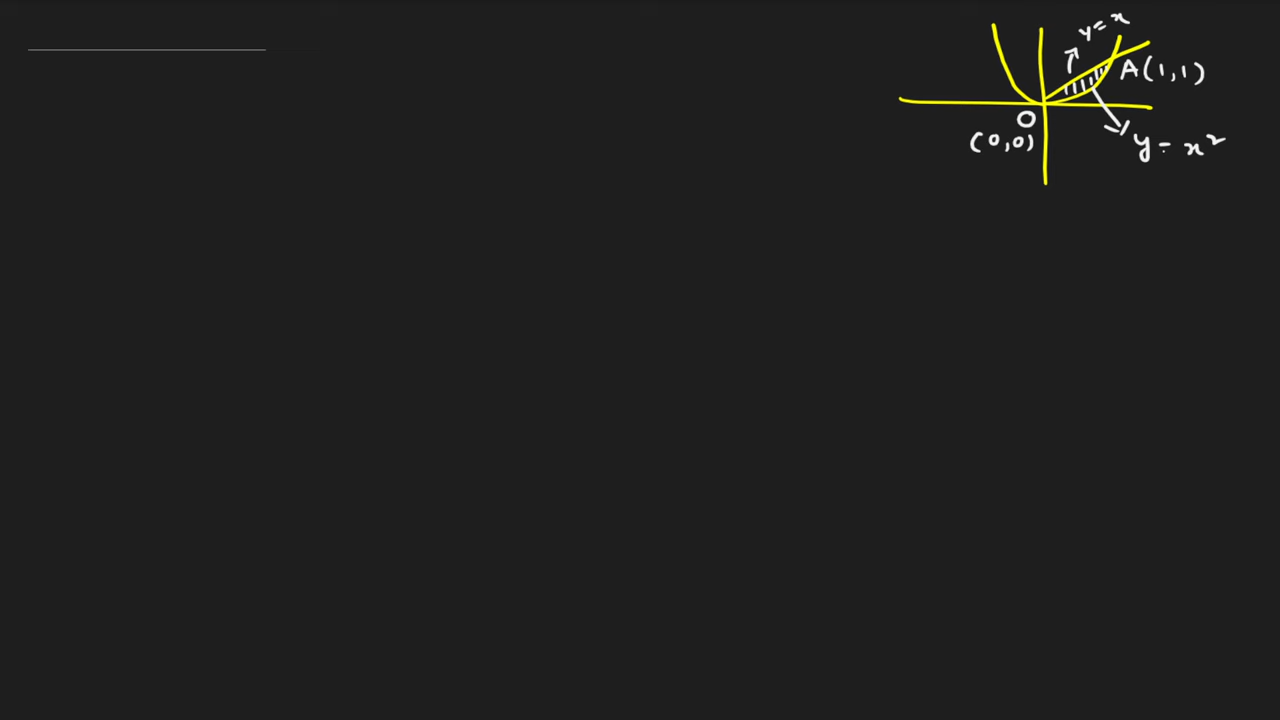 y = x
A(1,1)
O
(0,0)
y = x²